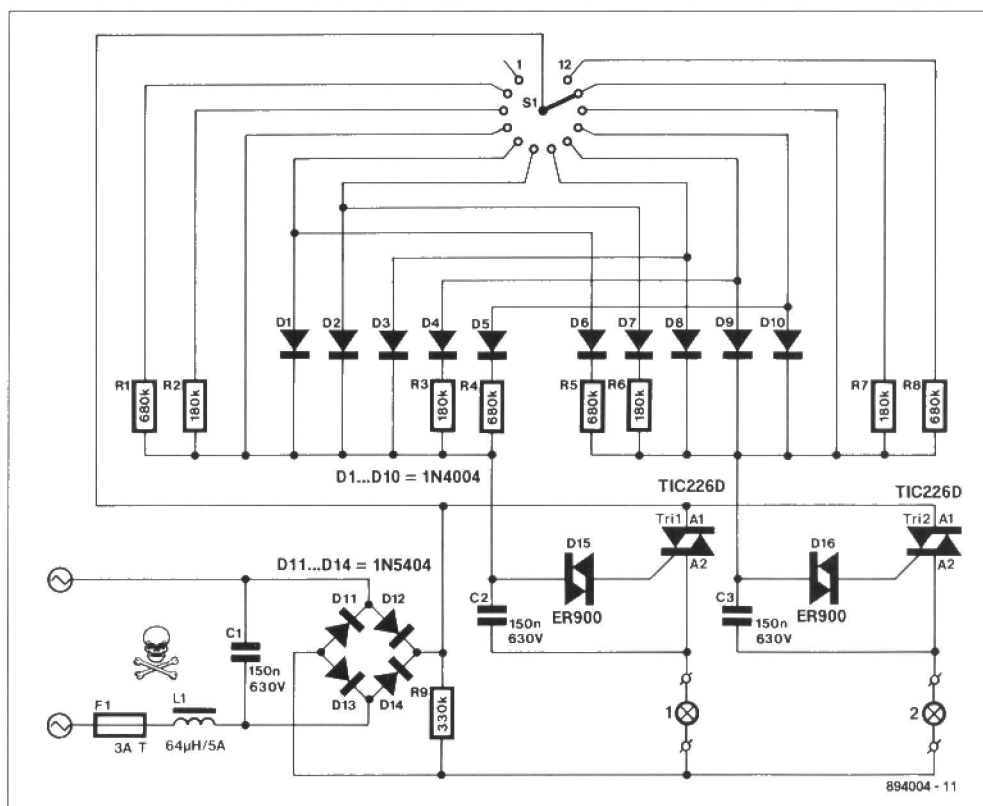 1 12
S1
D1 D2 D3 D4 D5 D6 D7 D8 D9 D10
R1 680k R2 180k R3 180k R4 680k R5 680k R6 180k R7 180k R8 680k
D1...D10 = 1N4004
TIC226D
TIC226D
Tri1 A1
A2
Tri2 A1
A2
D15
ER900
D16
ER900
D11...D14 = 1N5404
D11 D12
D13 D14
C1
150n
630V
C2
150n
630V
C3
150n
630V
R9 330k
F1
3A T
L1
64µH/5A
1
2
894004 - 11